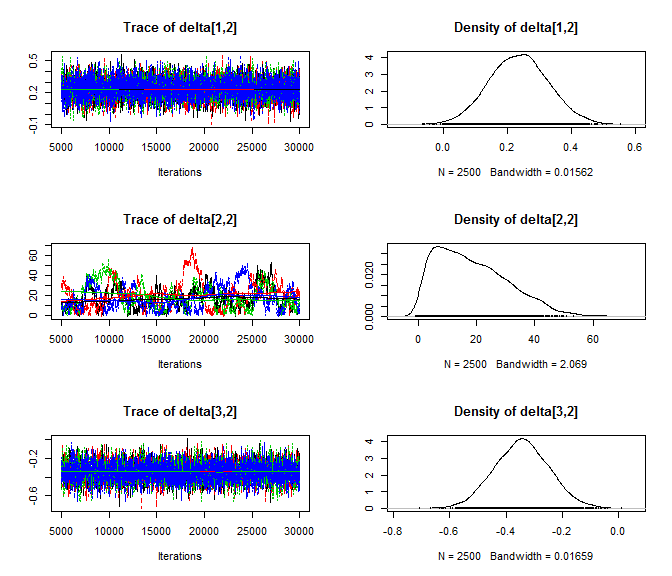 Trace of delta[1,2]
0.5
0.2
-0.1
5000 10000 15000 20000 25000 30000
Iterations
Density of delta[1,2]
4
3
2
1
0
0.0 0.2 0.4 0.6
N = 2500 Bandwidth = 0.01562
Trace of delta[2,2]
60
40
20
0
5000 10000 15000 20000 25000 30000
Iterations
Density of delta[2,2]
0.020
0.000
0 20 40 60
N = 2500 Bandwidth = 2.069
Trace of delta[3,2]
-0.2
-0.6
5000 10000 15000 20000 25000 30000
Iterations
Density of delta[3,2]
4
3
2
1
0
-0.8 -0.6 -0.4 -0.2 0.0
N = 2500 Bandwidth = 0.01659